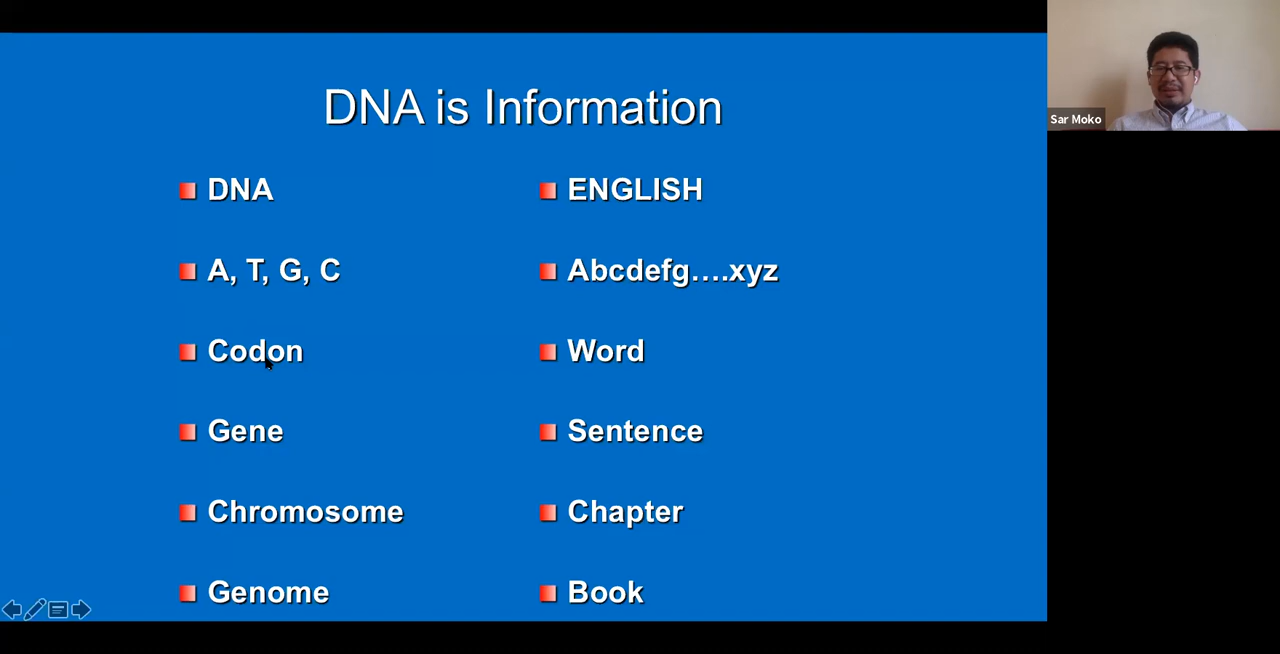 DNA is Information
DNA
ENGLISH
A, T, G, C
Abcdefg….xyz
Codon
Word
Gene
Sentence
Chromosome
Chapter
Genome
Book
Sar Moko